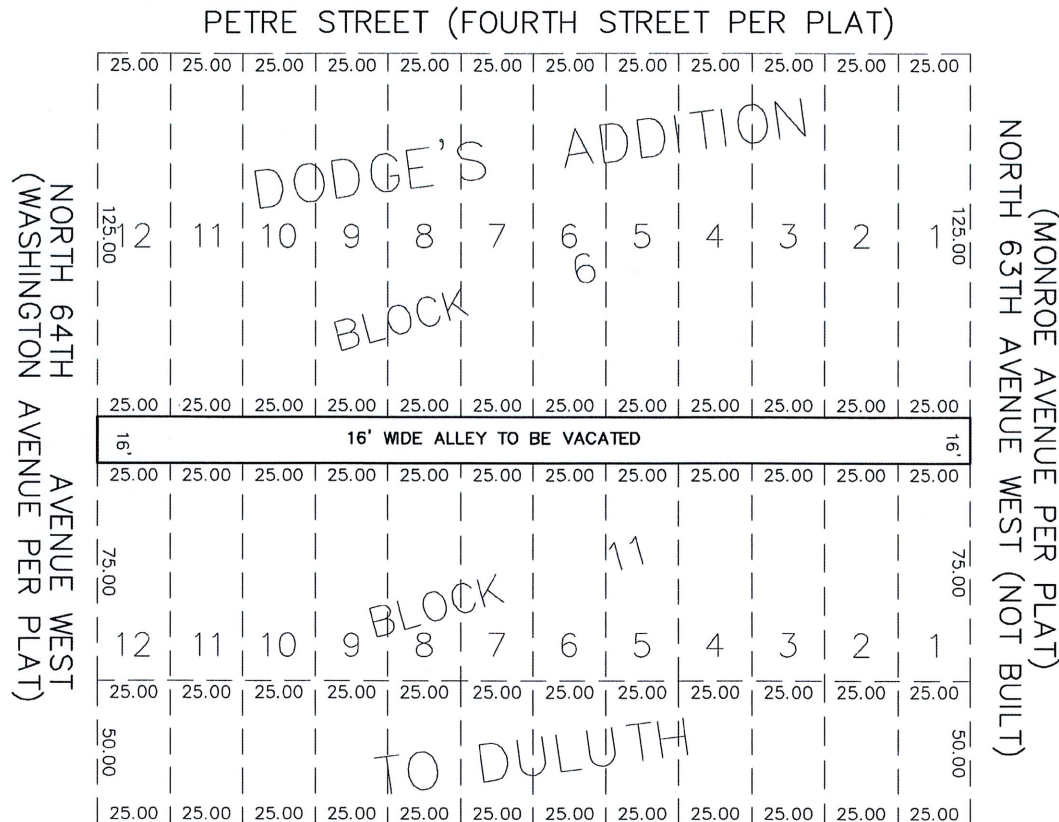 PETRE STREET (FOURTH STREET PER PLAT)
25.00 25.00 25.00 25.00 25.00 25.00 25.00 25.00 25.00 25.00 25.00 25.00
DODGE'S ADDITION
125.00 12 11 10 9 8 7 6 5 4 3 2 1 125.00
BLOCK 6
25.00 25.00 25.00 25.00 25.00 25.00 25.00 25.00 25.00 25.00 25.00 25.00
16' 16' WIDE ALLEY TO BE VACATED 16'
25.00 25.00 25.00 25.00 25.00 25.00 25.00 25.00 25.00 25.00 25.00 25.00
75.00 75.00
BLOCK 11
12 11 10 9 8 7 6 5 4 3 2 1
25.00 25.00 25.00 25.00 25.00 25.00 25.00 25.00 25.00 25.00 25.00 25.00
50.00 50.00
TO DULUTH
25.00 25.00 25.00 25.00 25.00 25.00 25.00 25.00 25.00 25.00 25.00 25.00
NORTH 64TH AVENUE WEST
(WASHINGTON AVENUE PER PLAT)
(MONROE AVENUE PER PLAT)
NORTH 63TH AVENUE WEST (NOT BUILT)